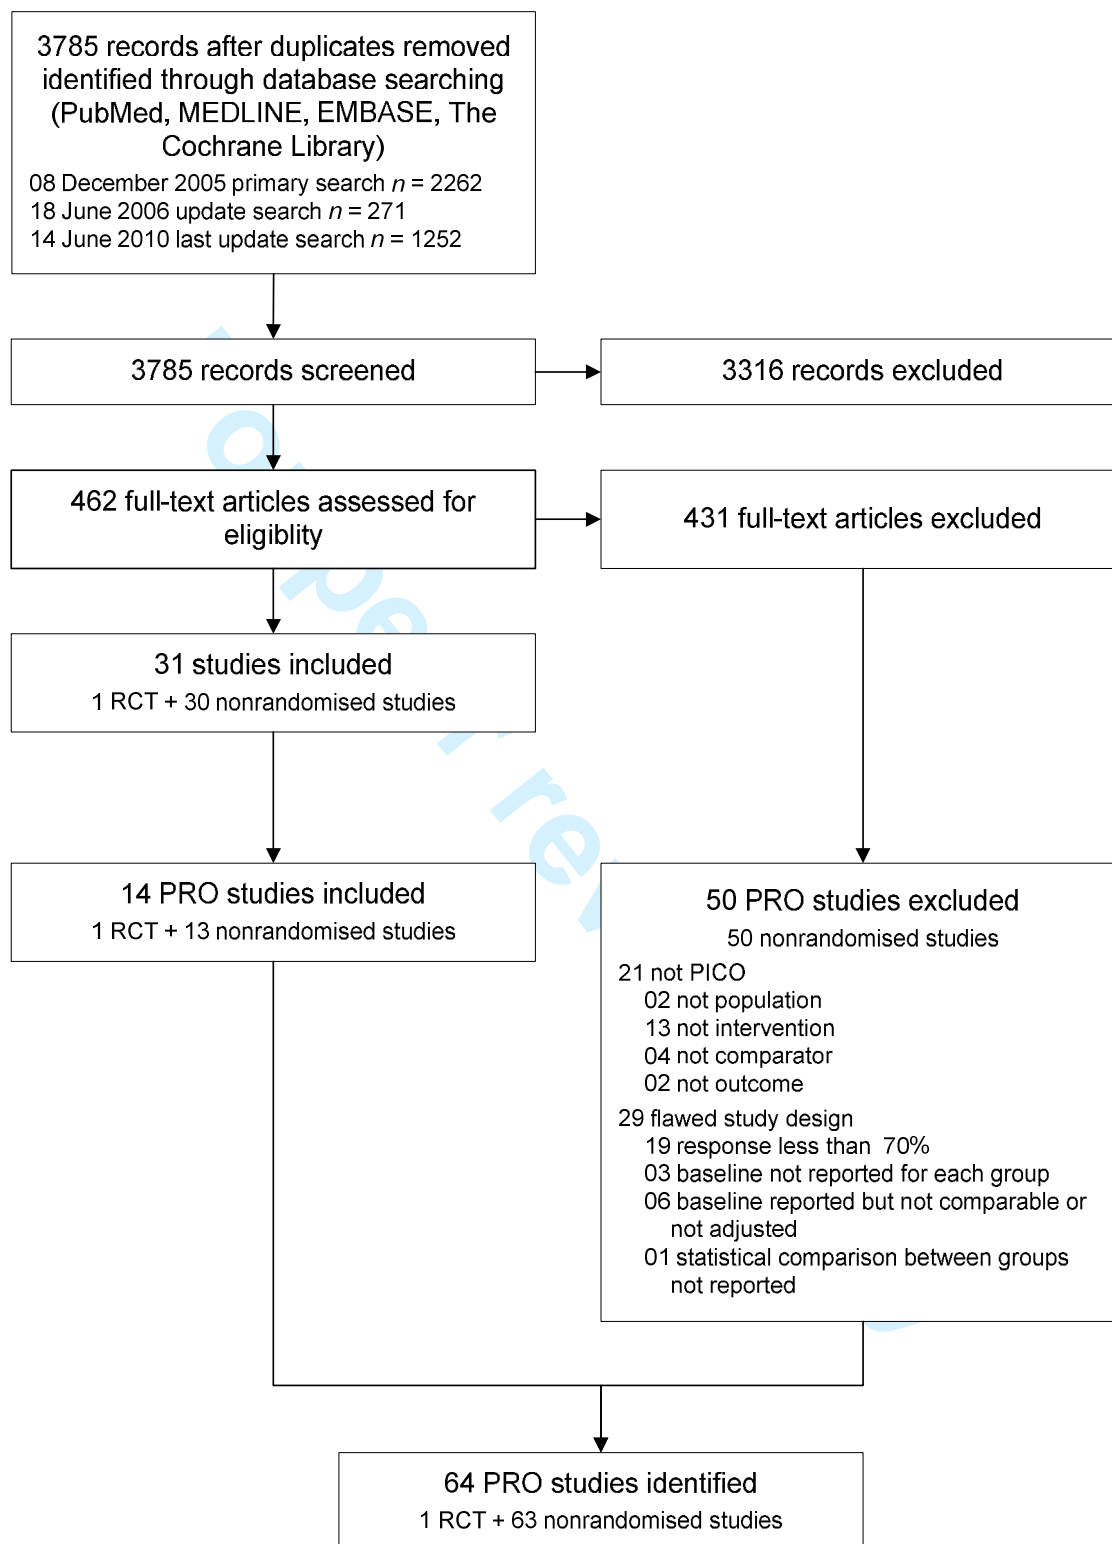 3785 records after duplicates removed
identified through database searching
(PubMed, MEDLINE, EMBASE, The
Cochrane Library)
08 December 2005 primary search n = 2262
18 June 2006 update search n = 271
14 June 2010 last update search n = 1252
3785 records screened
3316 records excluded
462 full-text articles assessed for
eligiblity
431 full-text articles excluded
31 studies included
1 RCT + 30 nonrandomised studies
14 PRO studies included
1 RCT + 13 nonrandomised studies
50 PRO studies excluded
50 nonrandomised studies
21 not PICO
02 not population
13 not intervention
04 not comparator
02 not outcome
29 flawed study design
19 response less than 70%
03 baseline not reported for each group
06 baseline reported but not comparable or
not adjusted
01 statistical comparison between groups
not reported
64 PRO studies identified
1 RCT + 63 nonrandomised studies